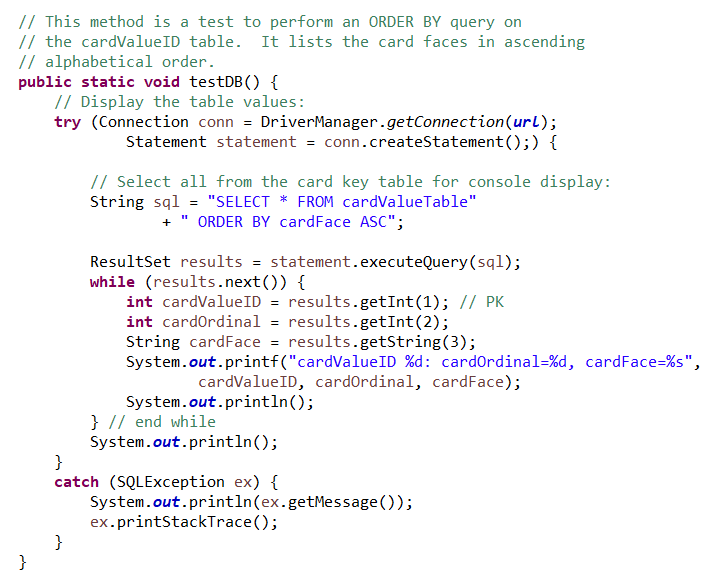 // This method is a test to perform an ORDER BY query on
// the cardValueID table.  It lists the card faces in ascending
// alphabetical order.
public static void testDB() {
    // Display the table values:
    try (Connection conn = DriverManager.getConnection(url);
            Statement statement = conn.createStatement();) {

        // Select all from the card key table for console display:
        String sql = "SELECT * FROM cardValueTable"
                + " ORDER BY cardFace ASC";

        ResultSet results = statement.executeQuery(sql);
        while (results.next()) {
            int cardValueID = results.getInt(1); // PK
            int cardOrdinal = results.getInt(2);
            String cardFace = results.getString(3);
            System.out.printf("cardValueID %d: cardOrdinal=%d, cardFace=%s",
                    cardValueID, cardOrdinal, cardFace);
            System.out.println();
        } // end while
        System.out.println();
    }
    catch (SQLException ex) {
        System.out.println(ex.getMessage());
        ex.printStackTrace();
    }
}